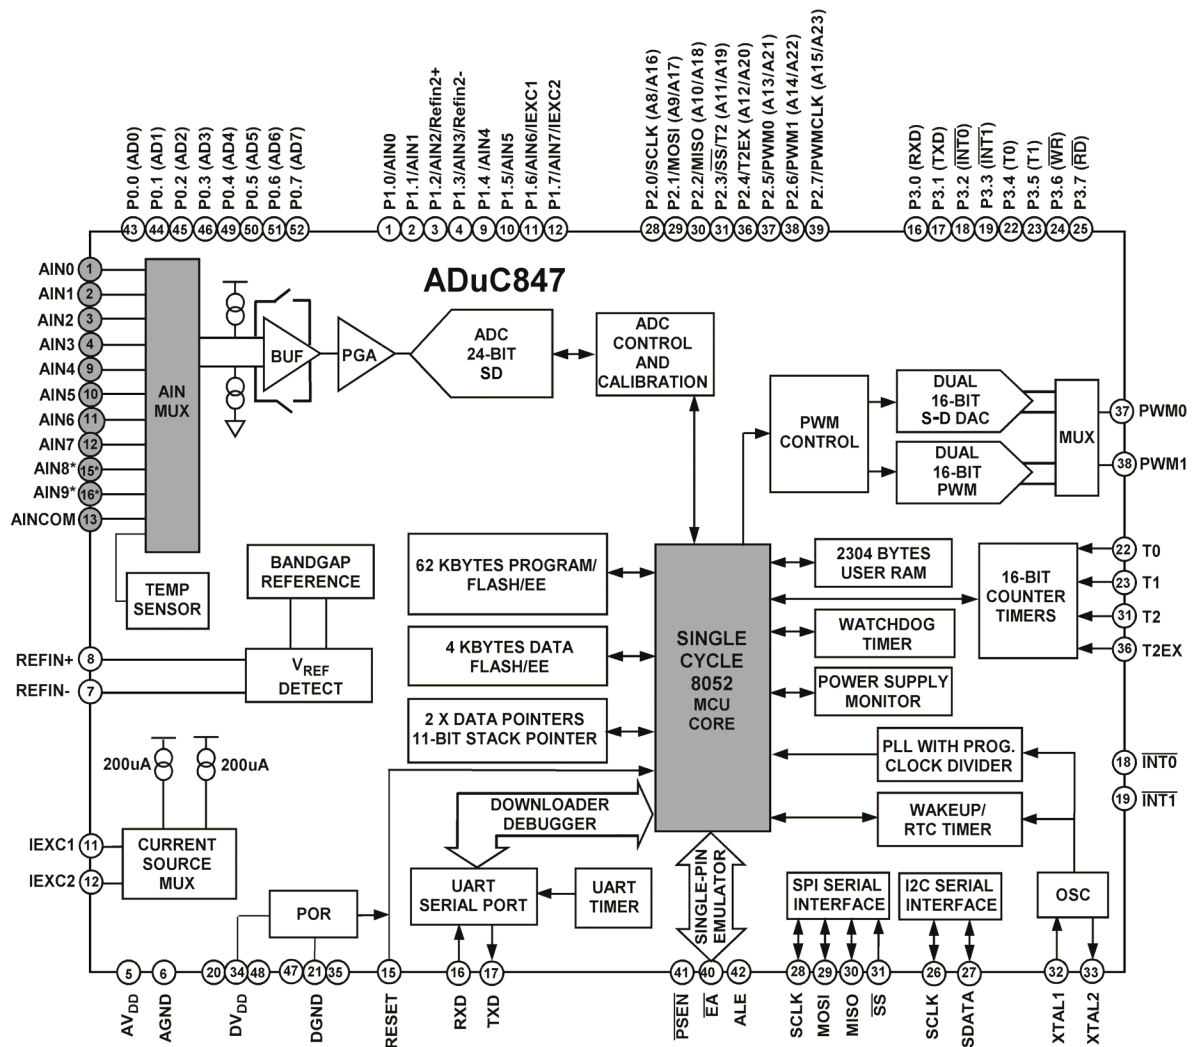 P0.0 (AD0)
P0.1 (AD1)
P0.2 (AD2)
P0.3 (AD3)
P0.4 (AD4)
P0.5 (AD5)
P0.6 (AD6)
P0.7 (AD7)
P1.0/AIN0
P1.1/AIN1
P1.2/AIN2/Refin2+
P1.3/AIN3/Refin2-
P1.4/AIN4
P1.5/AIN5
P1.6/AIN6/IEXC1
P1.7/AIN7/IEXC2
P2.0/SCLK (A8/A16)
P2.1/MOSI (A9/A17)
P2.2/MISO (A10/A18)
P2.3/S̅S̅/T2 (A11/A19)
P2.4/T2EX (A12/A20)
P2.5/PWM0 (A13/A21)
P2.6/PWM1 (A14/A22)
P2.7/PWMCLK (A15/A23)
P3.0 (RXD)
P3.1 (TXD)
P3.2 (I̅N̅T̅0̅)
P3.3 (I̅N̅T̅1̅)
P3.4 (T0)
P3.5 (T1)
P3.6 (W̅R̅)
P3.7 (R̅D̅)
43 44 45 46 49 50 51 52
1 2 3 4 9 10 11 12
28 29 30 31 36 37 38 39
16 17 18 19 22 23 24 25
ADuC847
AIN0 1
AIN1 2
AIN2 3
AIN3 4
AIN4 9
AIN5 10
AIN6 11
AIN7 12
AIN8* 15*
AIN9* 16*
AINCOM 13
AIN
MUX
BUF
PGA
ADC
24-BIT
SD
ADC
CONTROL
AND
CALIBRATION
PWM
CONTROL
DUAL
16-BIT
S-D DAC
DUAL
16-BIT
PWM
MUX
37 PWM0
38 PWM1
TEMP
SENSOR
BANDGAP
REFERENCE
REFIN+ 8
REFIN- 7
VREF
DETECT
62 KBYTES PROGRAM/
FLASH/EE
4 KBYTES DATA
FLASH/EE
2 X DATA POINTERS
11-BIT STACK POINTER
SINGLE
CYCLE
8052
MCU
CORE
2304 BYTES
USER RAM
WATCHDOG
TIMER
POWER SUPPLY
MONITOR
16-BIT
COUNTER
TIMERS
22 T0
23 T1
31 T2
36 T2EX
PLL WITH PROG.
CLOCK DIVIDER
WAKEUP/
RTC TIMER
18 I̅N̅T̅0̅
19 I̅N̅T̅1̅
200uA
200uA
IEXC1 11
IEXC2 12
CURRENT
SOURCE
MUX
DOWNLOADER
DEBUGGER
POR
UART
SERIAL PORT
UART
TIMER
SINGLE-PIN
EMULATOR
SPI SERIAL
INTERFACE
I2C SERIAL
INTERFACE
OSC
5 6 20 34 48 47 21 35 15 16 17 41 40 42 28 29 30 31 26 27 32 33
AVDD
AGND
DVDD
DGND
RESET
RXD
TXD
P̅S̅E̅N̅
E̅A̅
ALE
SCLK
MOSI
MISO
S̅S̅
SCLK
SDATA
XTAL1
XTAL2